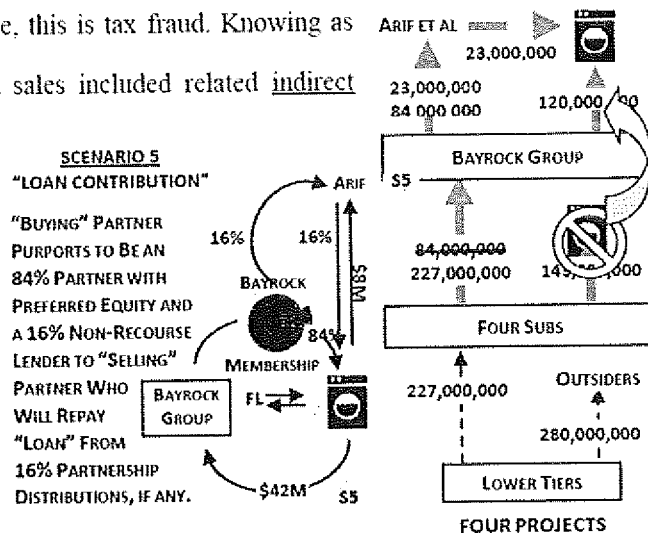 e, this is tax fraud. Knowing as
sales included related indirect
SCENARIO 5
"LOAN CONTRIBUTION"
"BUYING" PARTNER
PURPORTS TO BE AN
84% PARTNER WITH
PREFERRED EQUITY AND
A 16% NON-RECOURSE
LENDER TO "SELLING"
PARTNER WHO
WILL REPAY
"LOAN" FROM
16% PARTNERSHIP
DISTRIBUTIONS, IF ANY.
ARIF
16%
16%
$8M
BAYROCK
84%
MEMBERSHIP
BAYROCK
GROUP
FL
$42M
$5
ARIF ET AL
23,000,000
23,000,000
84 000 000
120,000
BAYROCK GROUP
$5
84,000,000
227,000,000
FOUR SUBS
227,000,000
OUTSIDERS
280,000,000
LOWER TIERS
FOUR PROJECTS